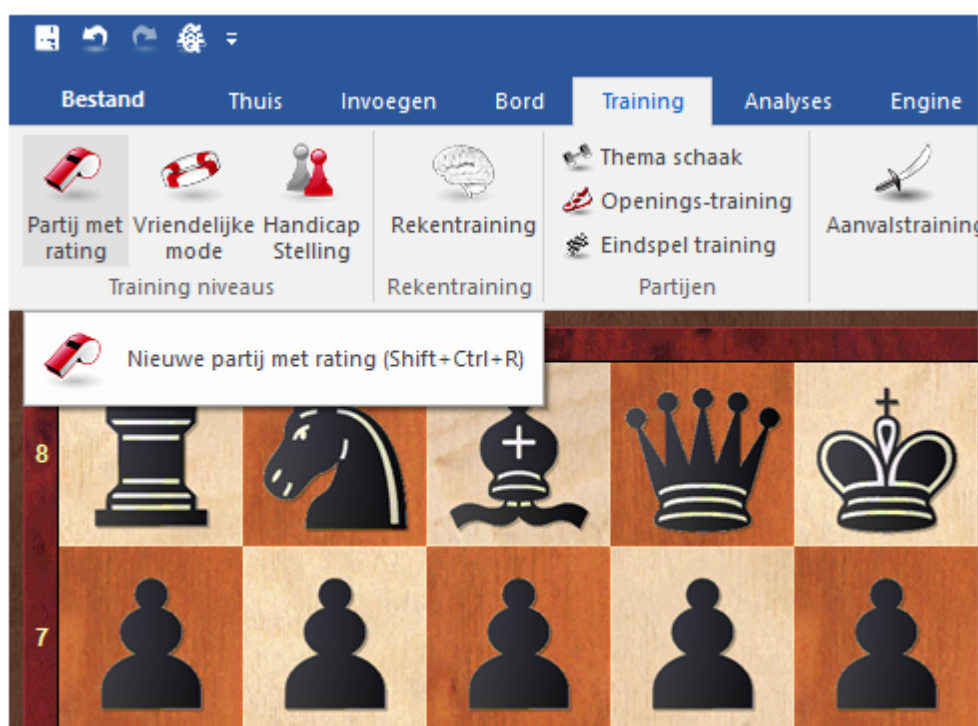 Bestand Thuis Invoegen Bord Training Analyses Engine
Partij met rating
Vriendelijke mode
Handicap Stelling
Training niveaus
Rekentraining
Rekentraining
Thema schaak
Openings-training
Eindspel training
Partijen
Aanvalstraining
Nieuwe partij met rating (Shift+Ctrl+R)
8
7